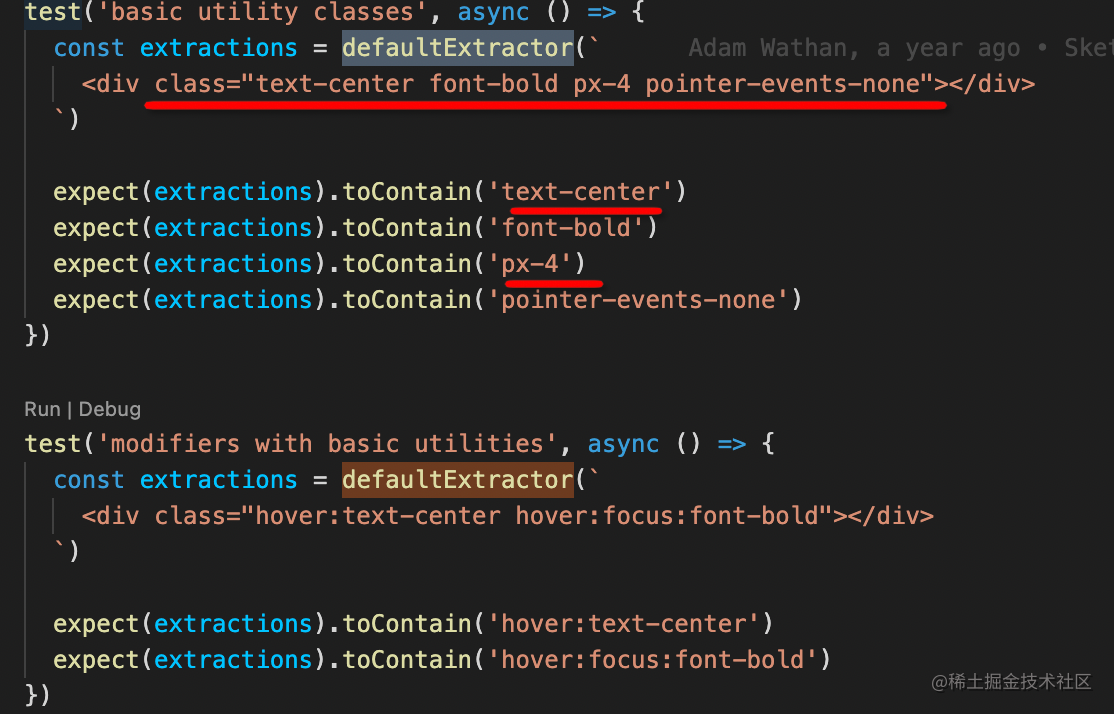 test('basic utility classes', async () => {
const extractions = defaultExtractor(` Adam Wathan, a year ago • Sket
<div class="text-center font-bold px-4 pointer-events-none"></div>
`)
expect(extractions).toContain('text-center')
expect(extractions).toContain('font-bold')
expect(extractions).toContain('px-4')
expect(extractions).toContain('pointer-events-none')
})
Run | Debug
test('modifiers with basic utilities', async () => {
const extractions = defaultExtractor(`
<div class="hover:text-center hover:focus:font-bold"></div>
`)
expect(extractions).toContain('hover:text-center')
expect(extractions).toContain('hover:focus:font-bold')
})
@稀土掘金技术社区